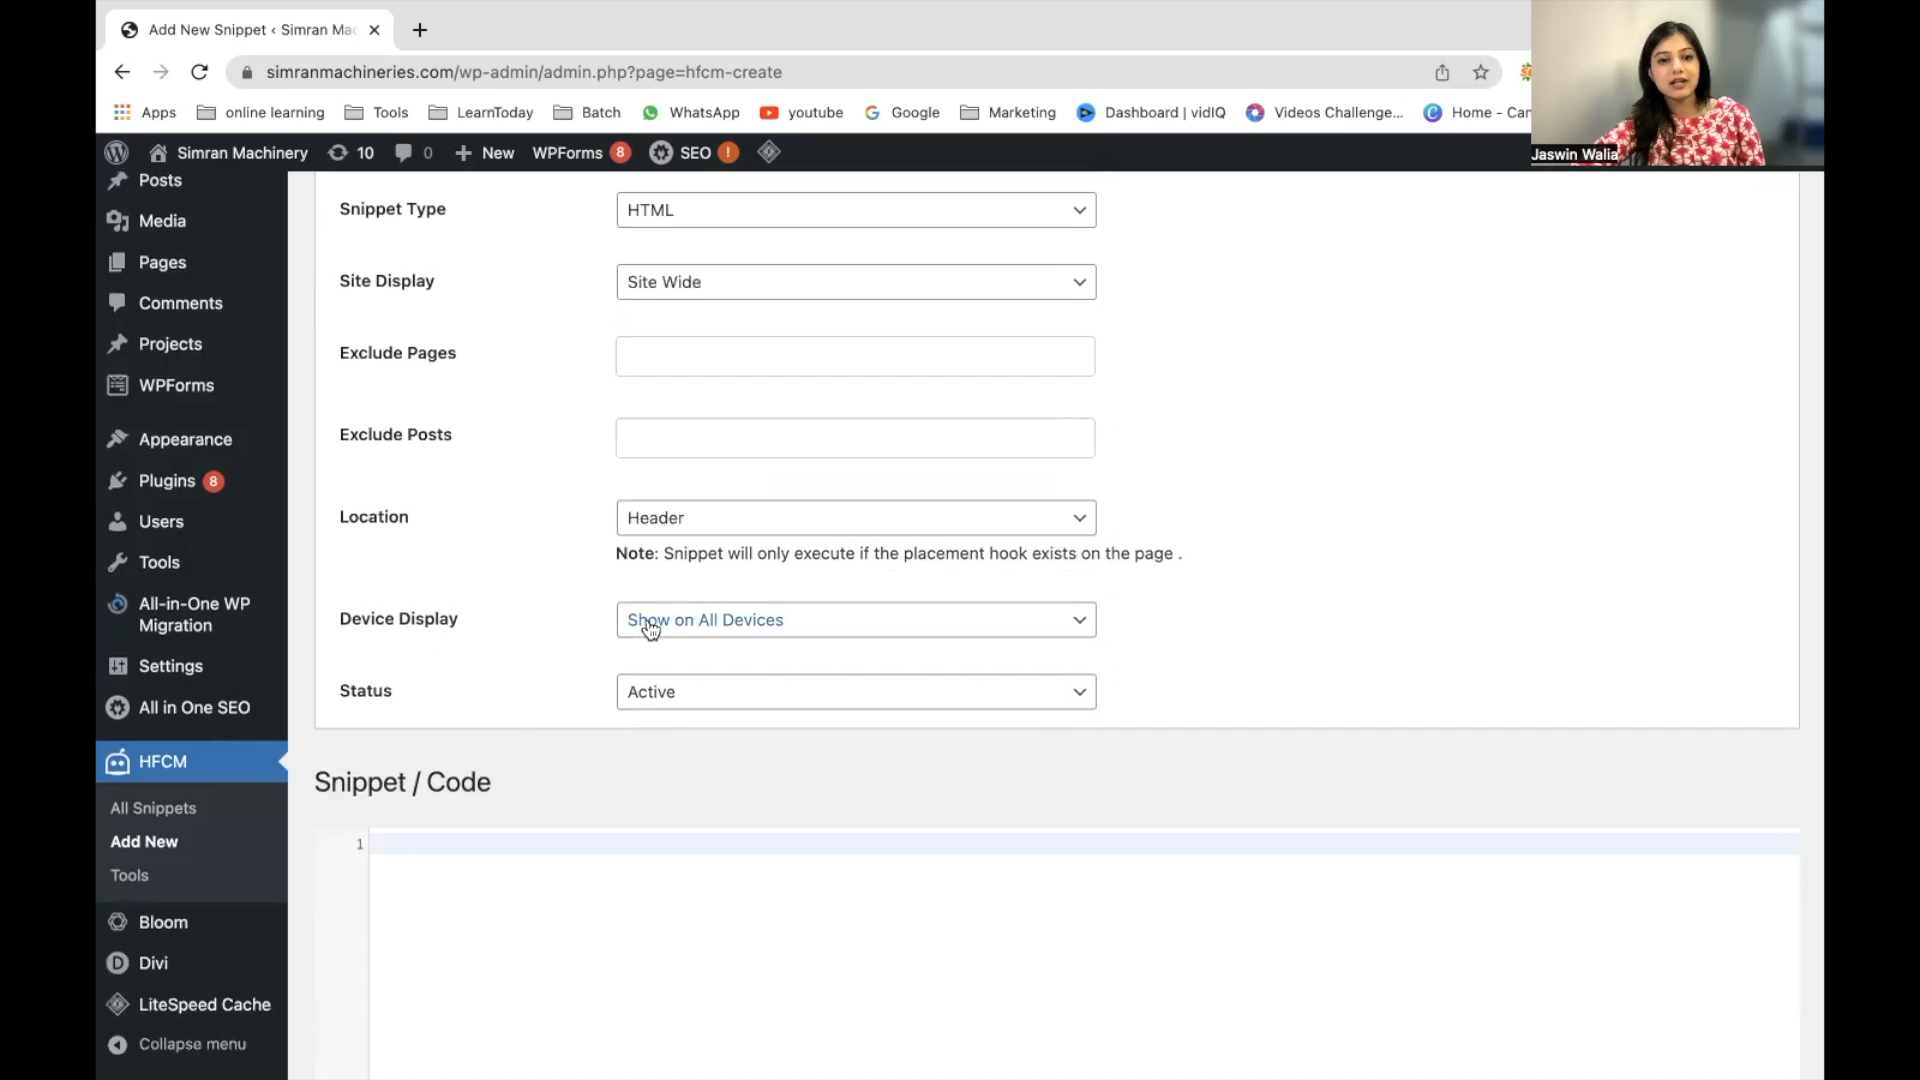 Add New Snippet ‹ Simran Mac
simranmachineries.com/wp-admin/admin.php?page=hfcm-create
Apps online learning Tools LearnToday Batch WhatsApp youtube Google Marketing Dashboard | vidIQ Videos Challenge... Home - Can
Jaswin Walia
Simran Machinery 10 0 New WPForms 8 SEO !
Posts
Media
Pages
Comments
Projects
WPForms
Appearance
Plugins 8
Users
Tools
All-in-One WP
Migration
Settings
All in One SEO
HFCM
All Snippets
Add New
Tools
Bloom
Divi
LiteSpeed Cache
Collapse menu
Snippet Type HTML
Site Display Site Wide
Exclude Pages
Exclude Posts
Location Header
Note: Snippet will only execute if the placement hook exists on the page .
Device Display Show on All Devices
Status Active
Snippet / Code
1